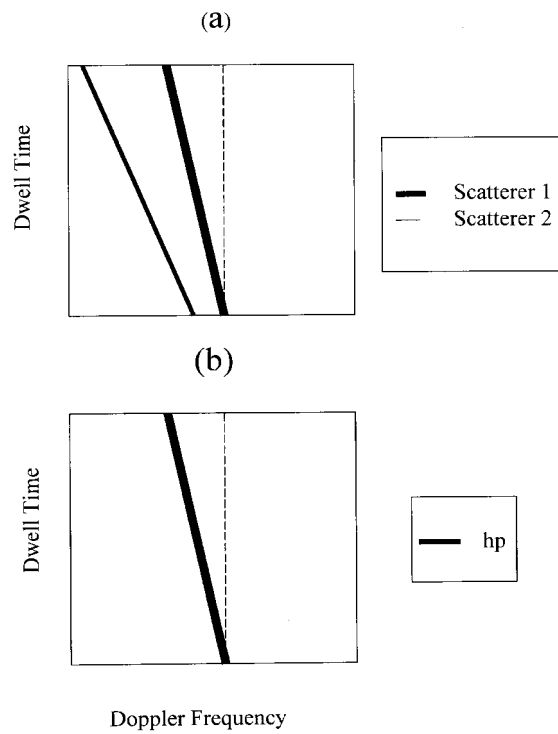 (a)
Dwell Time
Scatterer 1
Scatterer 2
(b)
Dwell Time
hp
Doppler Frequency